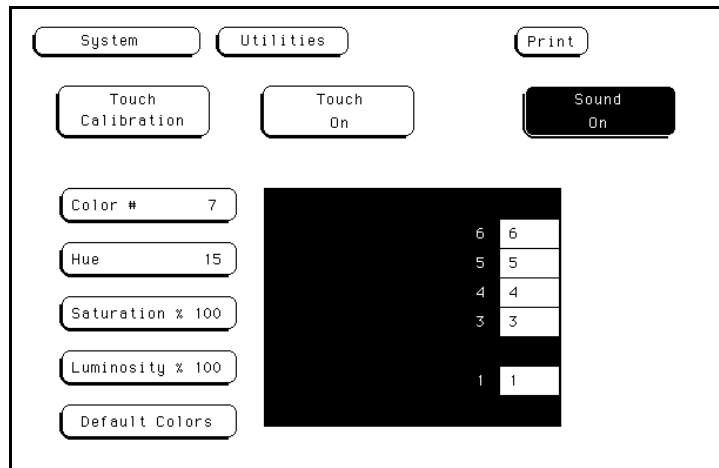 System Utilities Print
Touch Touch Sound
Calibration On On
Color # 7
6 6
Hue 15
5 5
4 4
Saturation % 100
3 3
Luminosity % 100
1 1
Default Colors